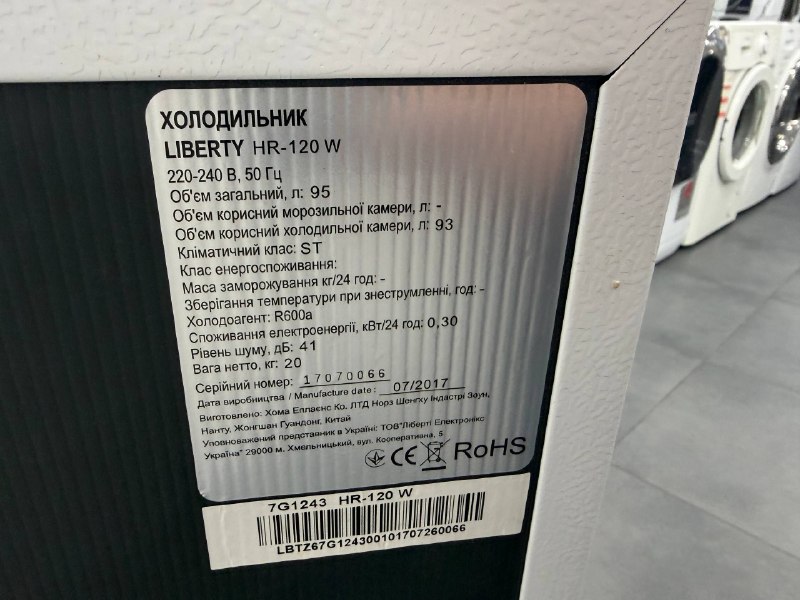 ХОЛОДИЛЬНИК
LIBERTY HR-120 W
220-240 В, 50 Гц
Об'єм загальний, л: 95
Об'єм корисний морозильної камери, л: -
Об'єм корисний холодильної камери, л: 93
Кліматичний клас: ST
Клас енергоспоживання:
Маса заморожування кг/24 год: -
Зберігання температури при знеструмленні, год: -
Холодоагент: R600a
Споживання електроенергії, кВт/24 год: 0,30
Рівень шуму, дБ: 41
Вага нетто, кг: 20
Серійний номер: 17070066
Дата виробництва / Manufacture date: 07/2017
Виготовлено: Хома Епплаєнс Ко. ЛТД Норз Шенгху Індастрі Зоун,
Нанту, Жонгшан Гуандонг, Китай
Уповноважений представник в Україні: ТОВ"Ліберті Електронікс
Україна" 29000 м. Хмельницький, вул. Кооперативна, 5
CE RoHS
7G1243 HR-120 W
LBTZ67G124300101707260066